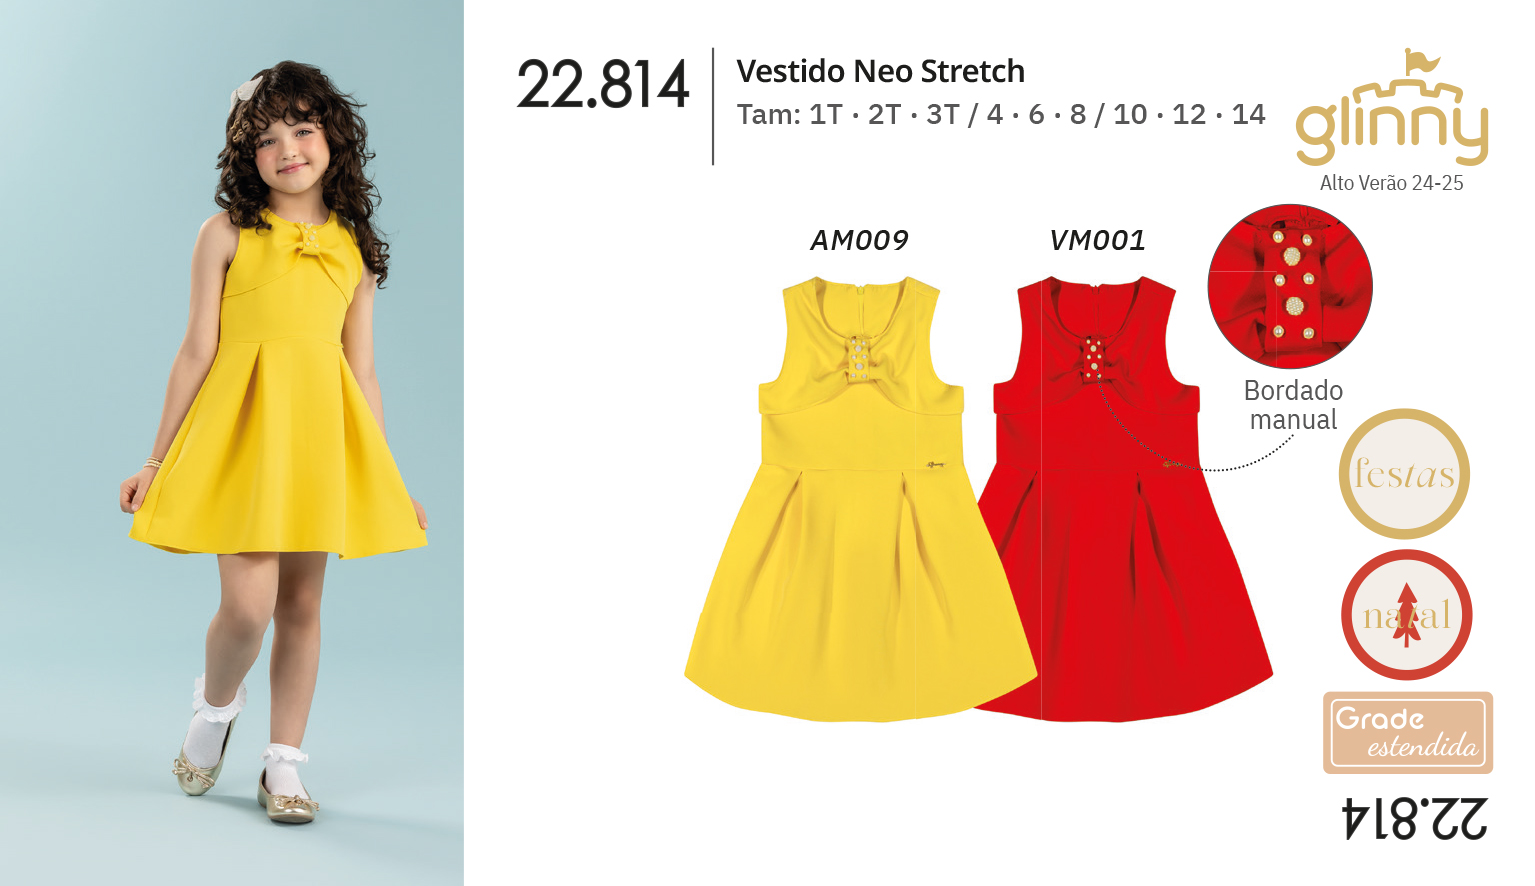 22.814
Vestido Neo Stretch
Tam: 1T · 2T · 3T / 4 · 6 · 8 / 10 · 12 · 14
glinny
Alto Verão 24-25
AM009
VM001
Bordado
manual
festas
natal
Grade
estendida
22.814